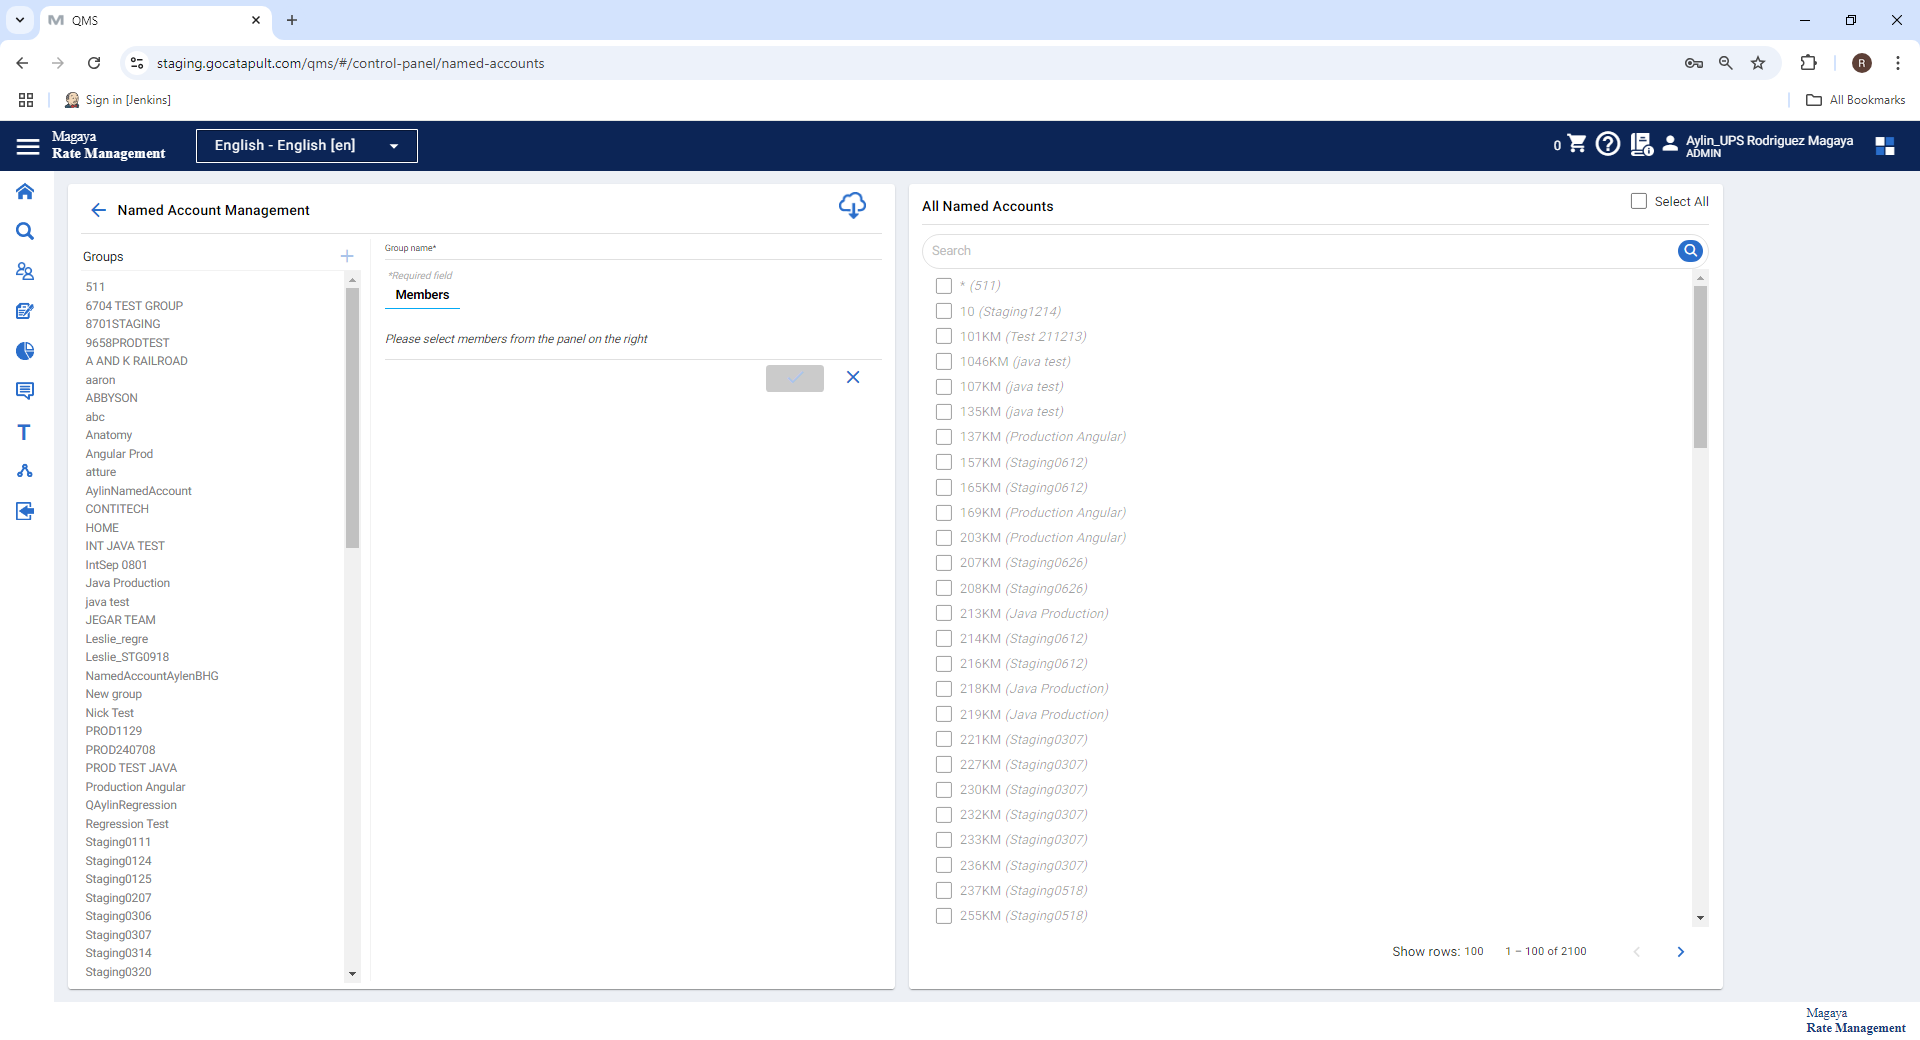 QMS
staging.gocatapult.com/qms/#/control-panel/named-accounts
R
Sign in [Jenkins]
All Bookmarks
Magaya
Rate Management
English - English [en]
0
Aylin_UPS Rodriguez Magaya
ADMIN
Named Account Management
Groups
511
6704 TEST GROUP
8701STAGING
9658PRODTEST
A AND K RAILROAD
aaron
ABBYSON
abc
Anatomy
Angular Prod
atture
AylinNamedAccount
CONTITECH
HOME
INT JAVA TEST
IntSep 0801
Java Production
java test
JEGAR TEAM
Leslie_regre
Leslie_STG0918
NamedAccountAylenBHG
New group
Nick Test
PROD1129
PROD240708
PROD TEST JAVA
Production Angular
QAylinRegression
Regression Test
Staging0111
Staging0124
Staging0125
Staging0207
Staging0306
Staging0307
Staging0314
Staging0320
Group name*
*Required field
Members
Please select members from the panel on the right
All Named Accounts
Select All
Search
* (511)
10 (Staging1214)
101KM (Test 211213)
1046KM (java test)
107KM (java test)
135KM (java test)
137KM (Production Angular)
157KM (Staging0612)
165KM (Staging0612)
169KM (Production Angular)
203KM (Production Angular)
207KM (Staging0626)
208KM (Staging0626)
213KM (Java Production)
214KM (Staging0612)
216KM (Staging0612)
218KM (Java Production)
219KM (Java Production)
221KM (Staging0307)
227KM (Staging0307)
230KM (Staging0307)
232KM (Staging0307)
233KM (Staging0307)
236KM (Staging0307)
237KM (Staging0518)
255KM (Staging0518)
Show rows: 100 1 – 100 of 2100
Magaya
Rate Management